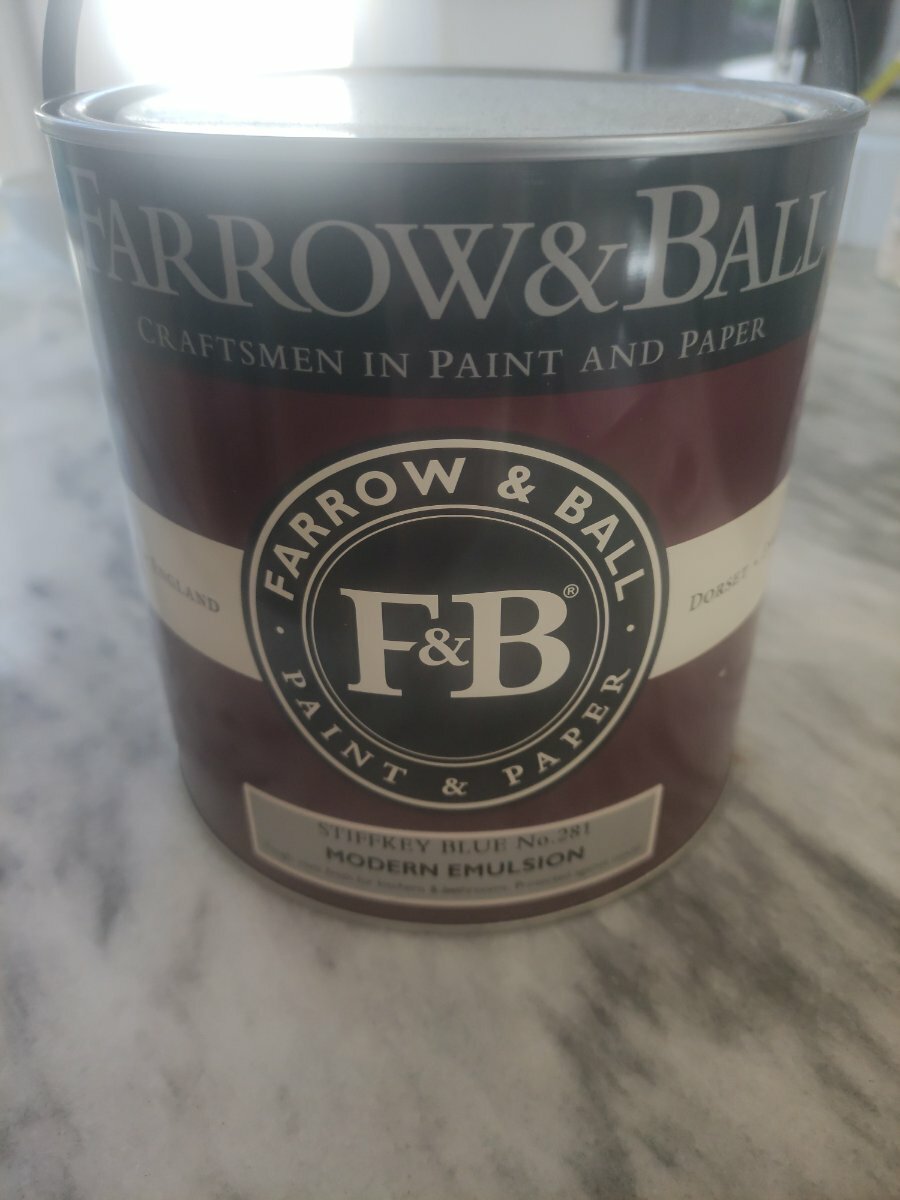 FARROW & BALL
CRAFTSMEN IN PAINT AND PAPER
FARROW & BALL
F&B®
ENGLAND
DORSET
PAINT & PAPER
STIFFKEY BLUE No.281
MODERN EMULSION